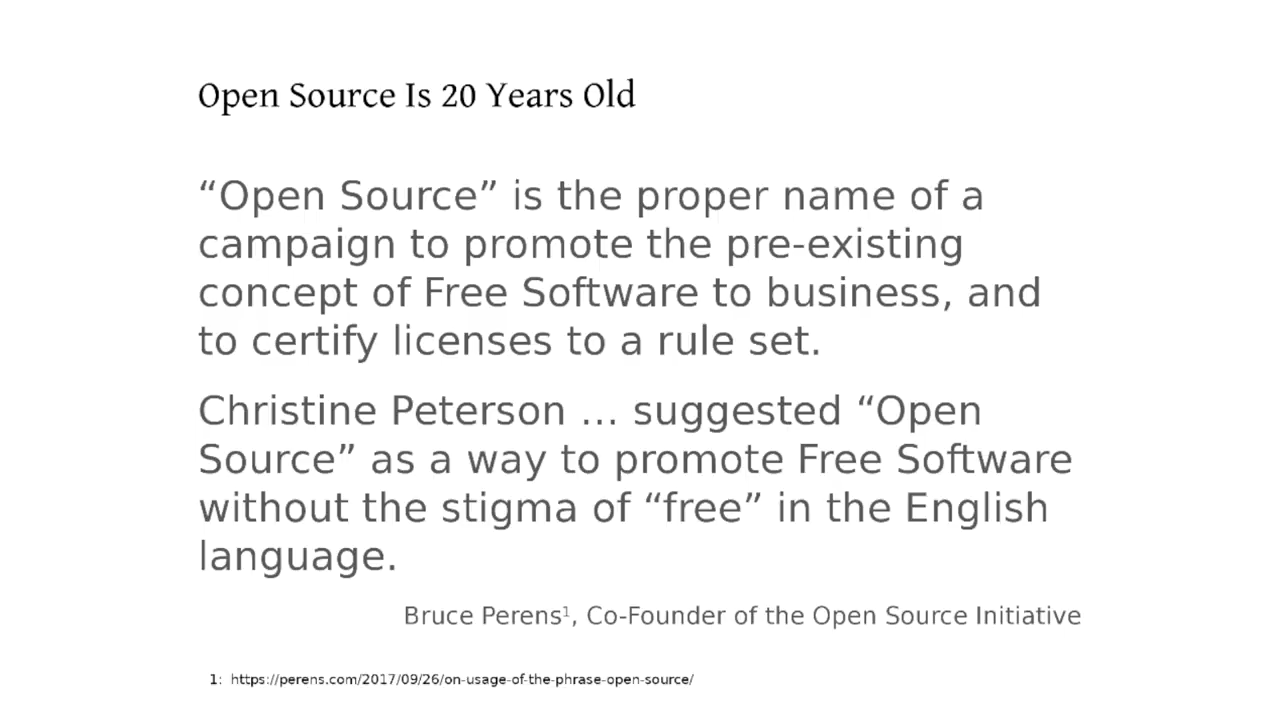 Open Source Is 20 Years Old
“Open Source” is the proper name of a
campaign to promote the pre-existing
concept of Free Software to business, and
to certify licenses to a rule set.
Christine Peterson … suggested “Open
Source” as a way to promote Free Software
without the stigma of “free” in the English
language.
Bruce Perens¹, Co-Founder of the Open Source Initiative
1: https://perens.com/2017/09/26/on-usage-of-the-phrase-open-source/